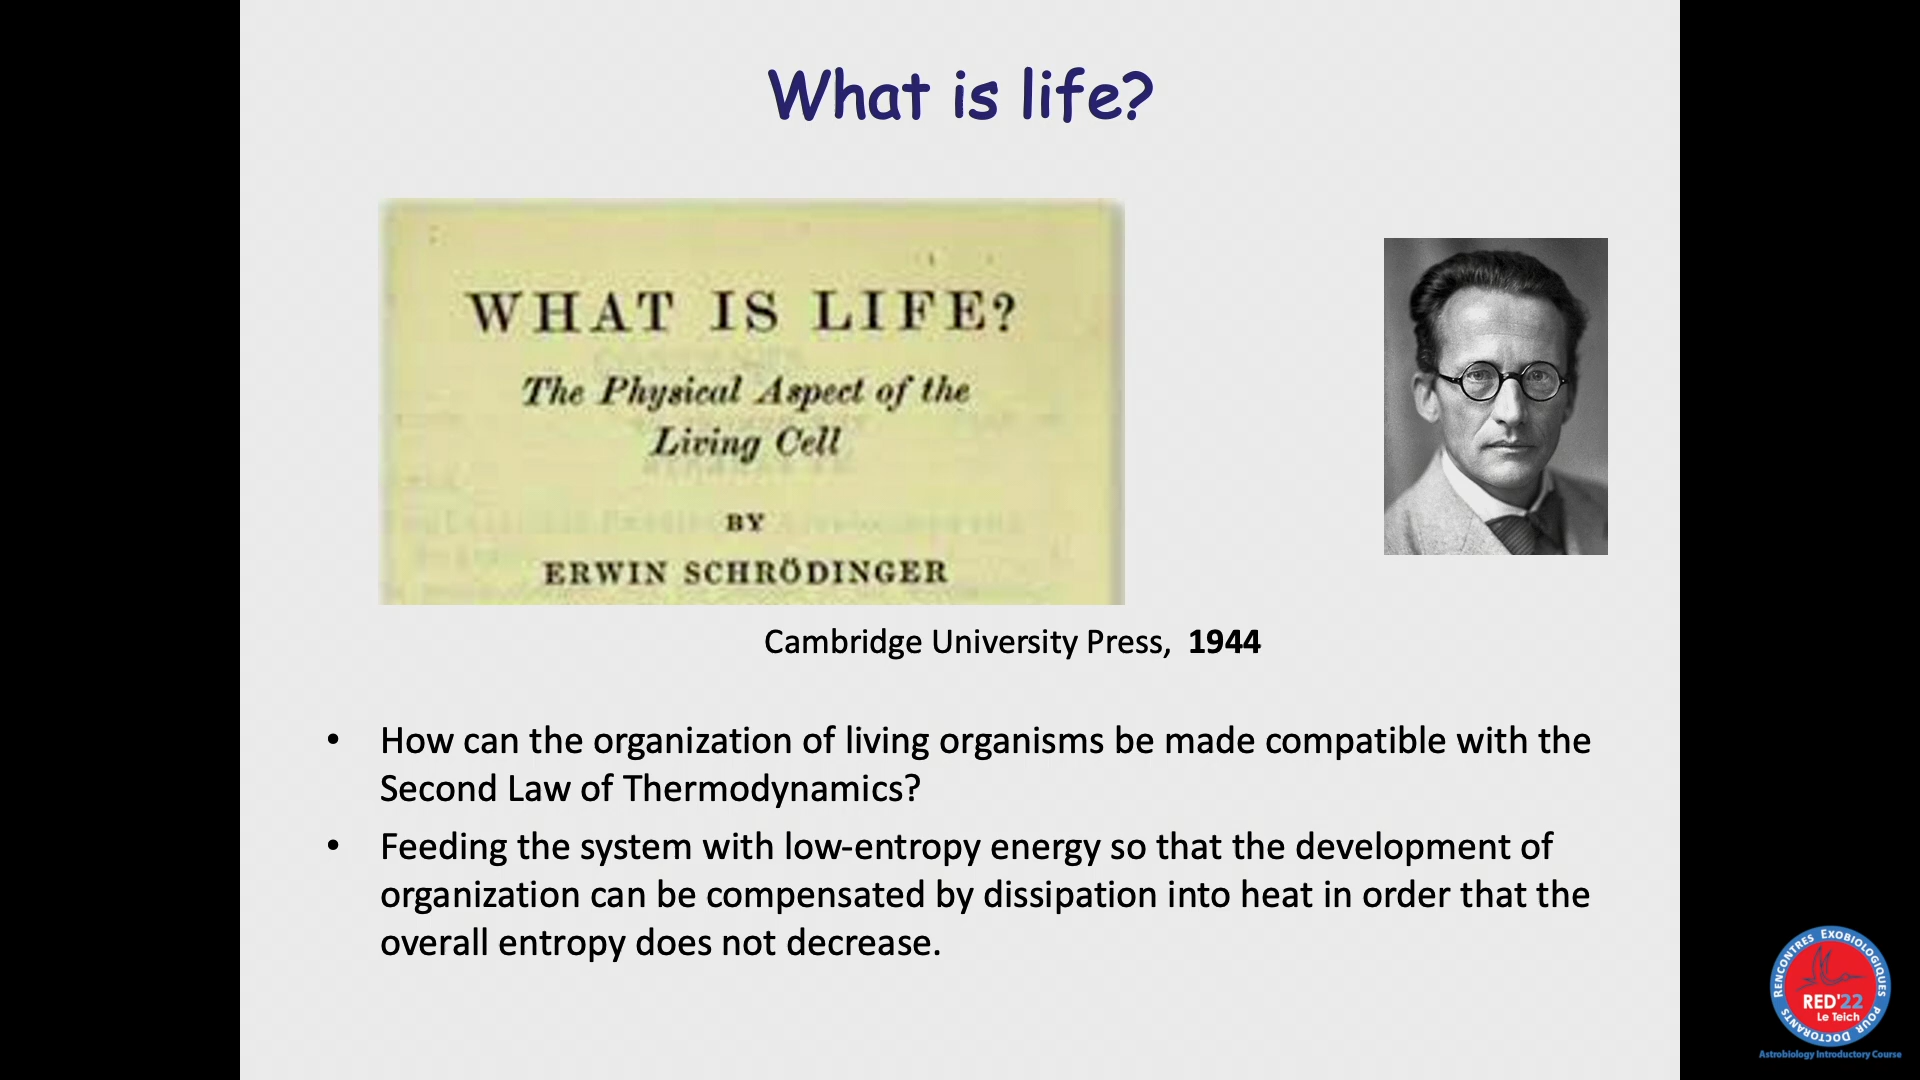 What is life?
WHAT IS LIFE?
The Physical Aspect of the
Living Cell
BY
ERWIN SCHRÖDINGER
Cambridge University Press, 1944
• How can the organization of living organisms be made compatible with the
Second Law of Thermodynamics?
• Feeding the system with low-entropy energy so that the development of
organization can be compensated by dissipation into heat in order that the
overall entropy does not decrease.
RENCONTRES EXOBIOLOGIQUES POUR DOCTORANTS
RED'22
Le Teich
Astrobiology Introductory Course